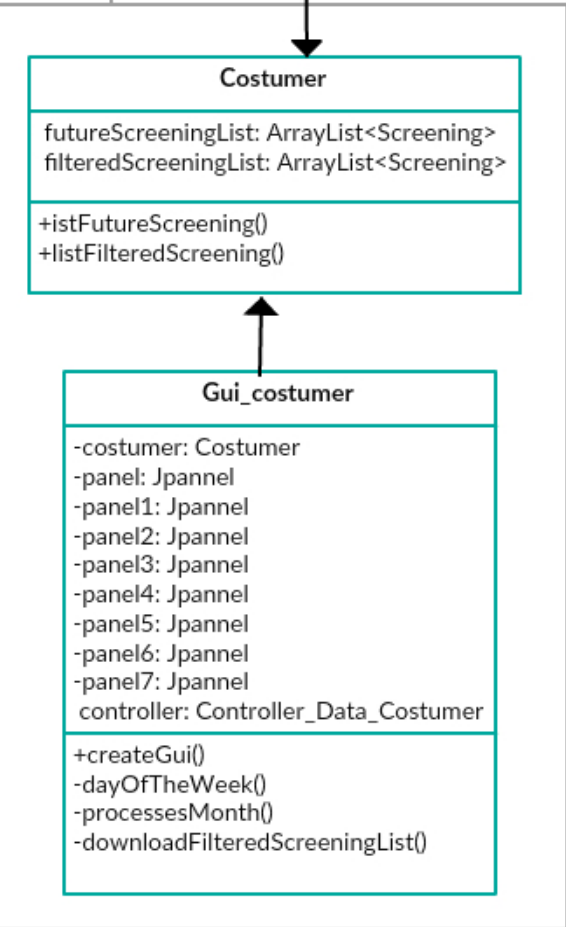 Costumer
futureScreeningList: ArrayList<Screening>
filteredScreeningList: ArrayList<Screening>
+istFutureScreening()
+listFilteredScreening()
Gui_costumer
-costumer: Costumer
-panel: Jpannel
-panel1: Jpannel
-panel2: Jpannel
-panel3: Jpannel
-panel4: Jpannel
-panel5: Jpannel
-panel6: Jpannel
-panel7: Jpannel
controller: Controller_Data_Costumer
+createGui()
-dayOfTheWeek()
-processesMonth()
-downloadFilteredScreeningList()